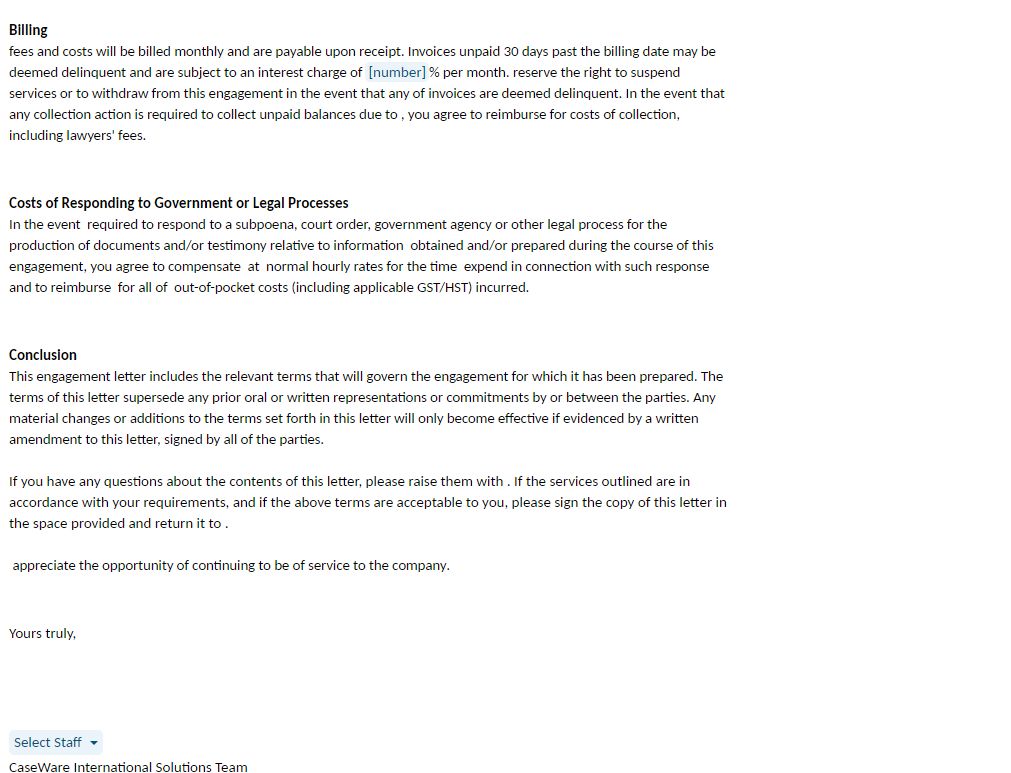 Billing
fees and costs will be billed monthly and are payable upon receipt. Invoices unpaid 30 days past the billing date may be
deemed delinquent and are subject to an interest charge of [number] % per month. reserve the right to suspend
services or to withdraw from this engagement in the event that any of invoices are deemed delinquent. In the event that
any collection action is required to collect unpaid balances due to , you agree to reimburse for costs of collection,
including lawyers' fees.
Costs of Responding to Government or Legal Processes
In the event required to respond to a subpoena, court order, government agency or other legal process for the
production of documents and/or testimony relative to information obtained and/or prepared during the course of this
engagement, you agree to compensate at normal hourly rates for the time expend in connection with such response
and to reimburse for all of out-of-pocket costs (including applicable GST/HST) incurred.
Conclusion
This engagement letter includes the relevant terms that will govern the engagement for which it has been prepared. The
terms of this letter supersede any prior oral or written representations or commitments by or between the parties. Any
material changes or additions to the terms set forth in this letter will only become effective if evidenced by a written
amendment to this letter, signed by all of the parties.
If you have any questions about the contents of this letter, please raise them with . If the services outlined are in
accordance with your requirements, and if the above terms are acceptable to you, please sign the copy of this letter in
the space provided and return it to .
appreciate the opportunity of continuing to be of service to the company.
Yours truly,
Select Staff
CaseWare International Solutions Team